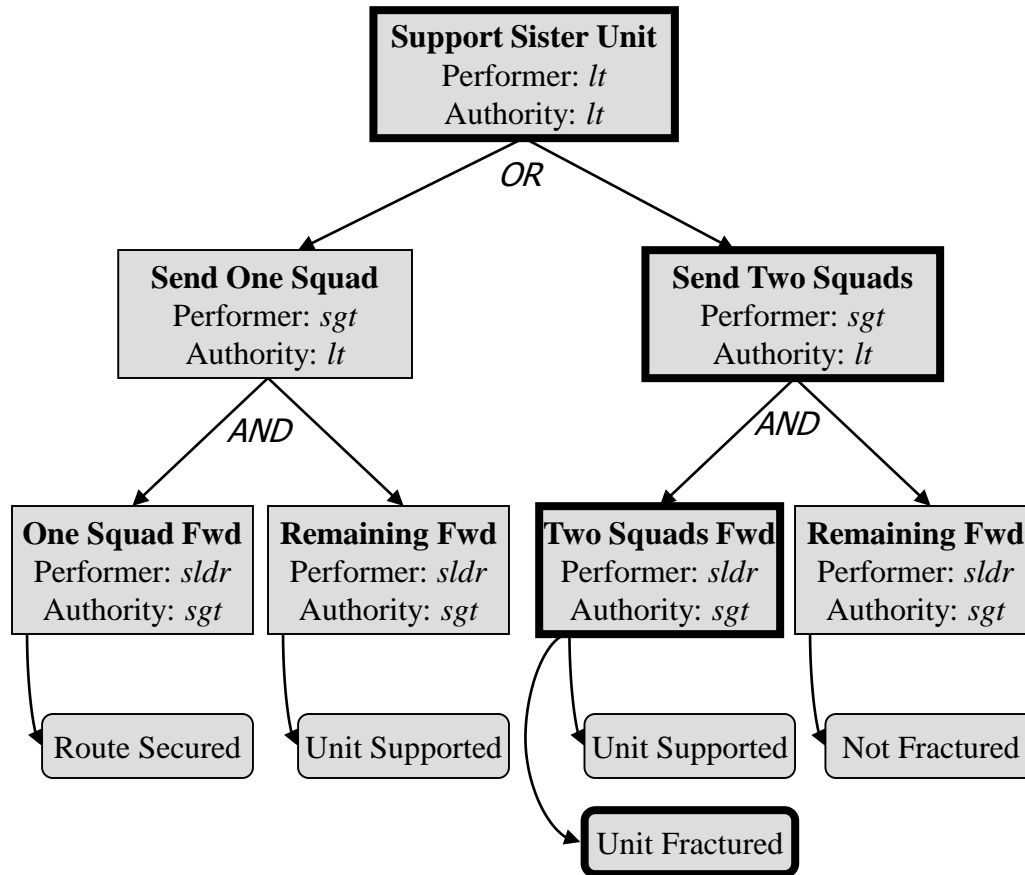 Support Sister Unit
Performer: lt
Authority: lt
OR
Send One Squad
Performer: sgt
Authority: lt
Send Two Squads
Performer: sgt
Authority: lt
AND
AND
One Squad Fwd
Performer: sldr
Authority: sgt
Remaining Fwd
Performer: sldr
Authority: sgt
Two Squads Fwd
Performer: sldr
Authority: sgt
Remaining Fwd
Performer: sldr
Authority: sgt
Route Secured
Unit Supported
Unit Supported
Not Fractured
Unit Fractured